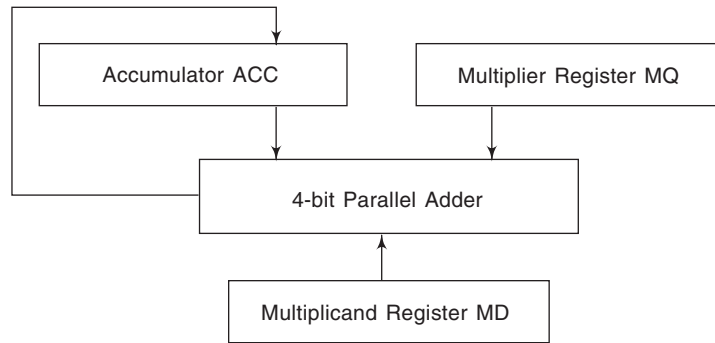 Accumulator ACC
Multiplier Register MQ
4-bit Parallel Adder
Multiplicand Register MD